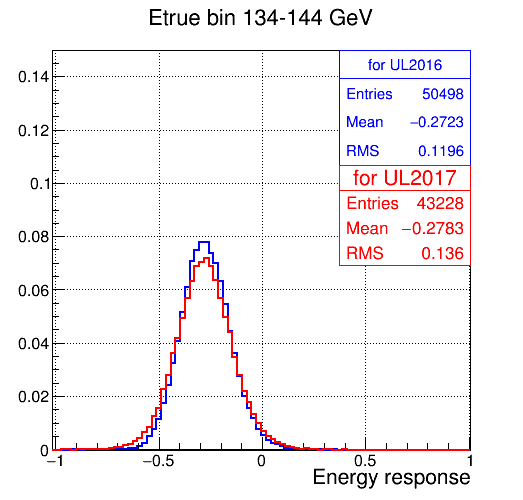 Etrue bin 134-144 GeV
for UL2016
Entries 50498
Mean −0.2723
RMS 0.1196
for UL2017
Entries 43228
Mean −0.2783
RMS 0.136
0.14
0.12
0.1
0.08
0.06
0.04
0.02
0
−1 −0.5 0 0.5 1
Energy response